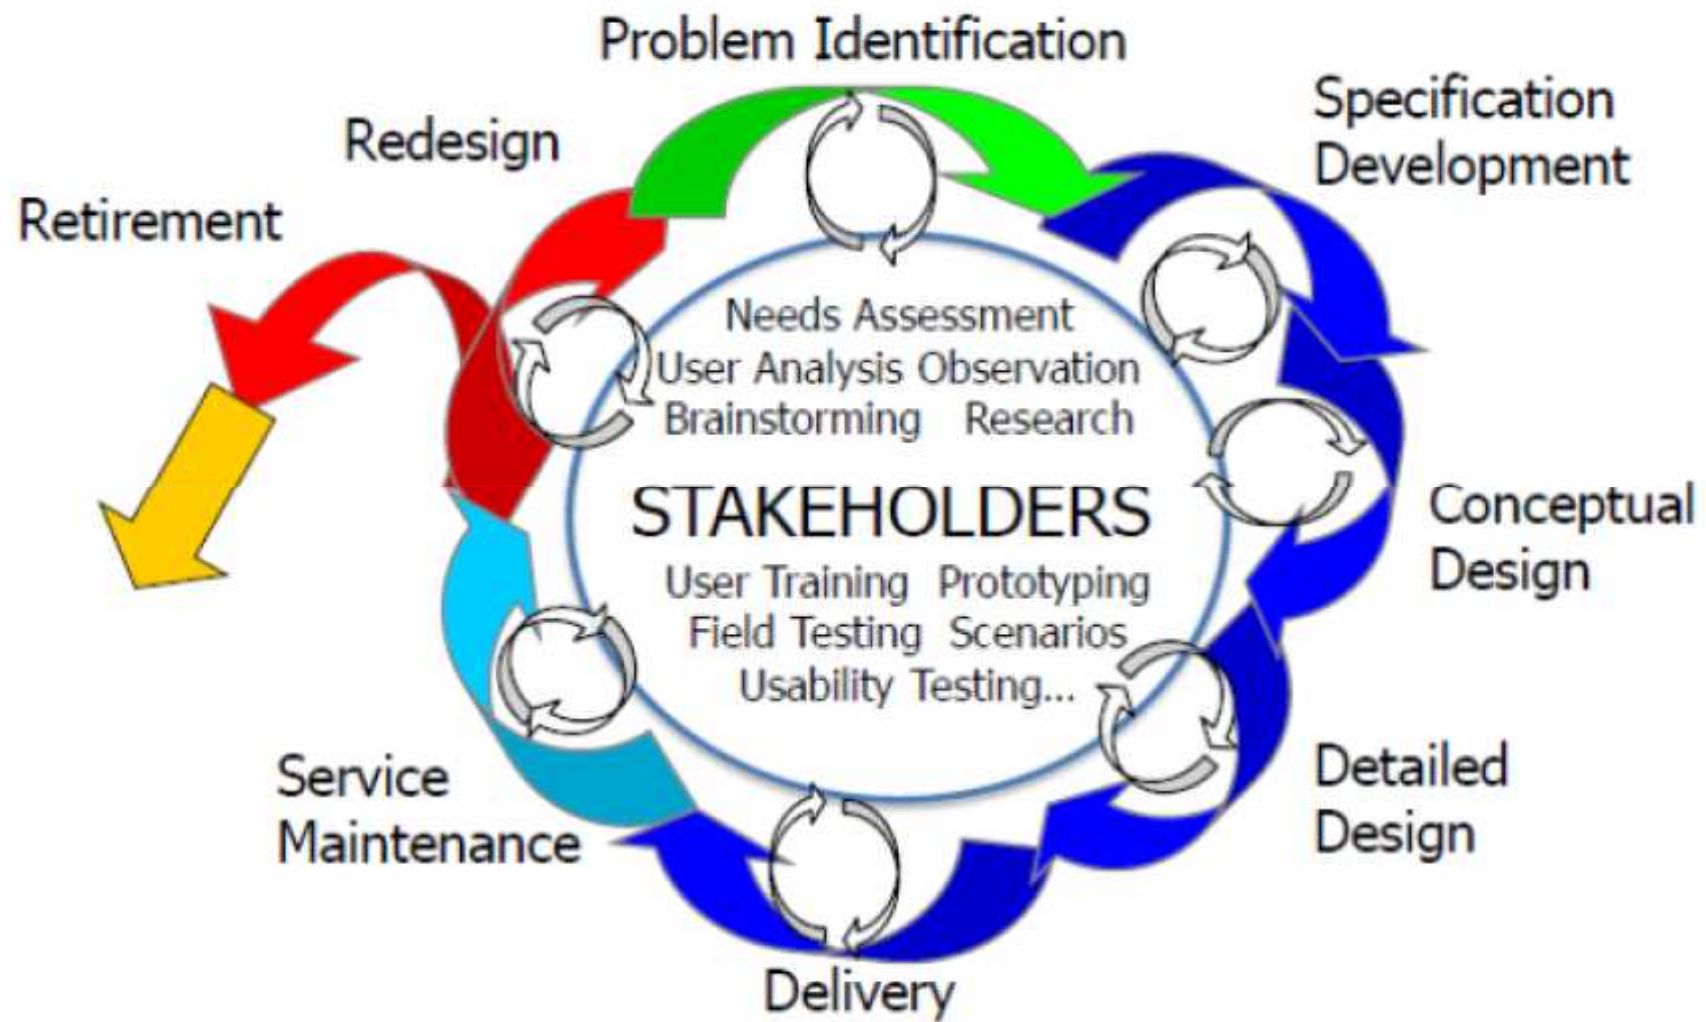 Problem Identification
Specification
Development
Redesign
Retirement
Needs Assessment
User Analysis Observation
Brainstorming Research
STAKEHOLDERS
User Training Prototyping
Field Testing Scenarios
Usability Testing...
Conceptual
Design
Service
Maintenance
Detailed
Design
Delivery